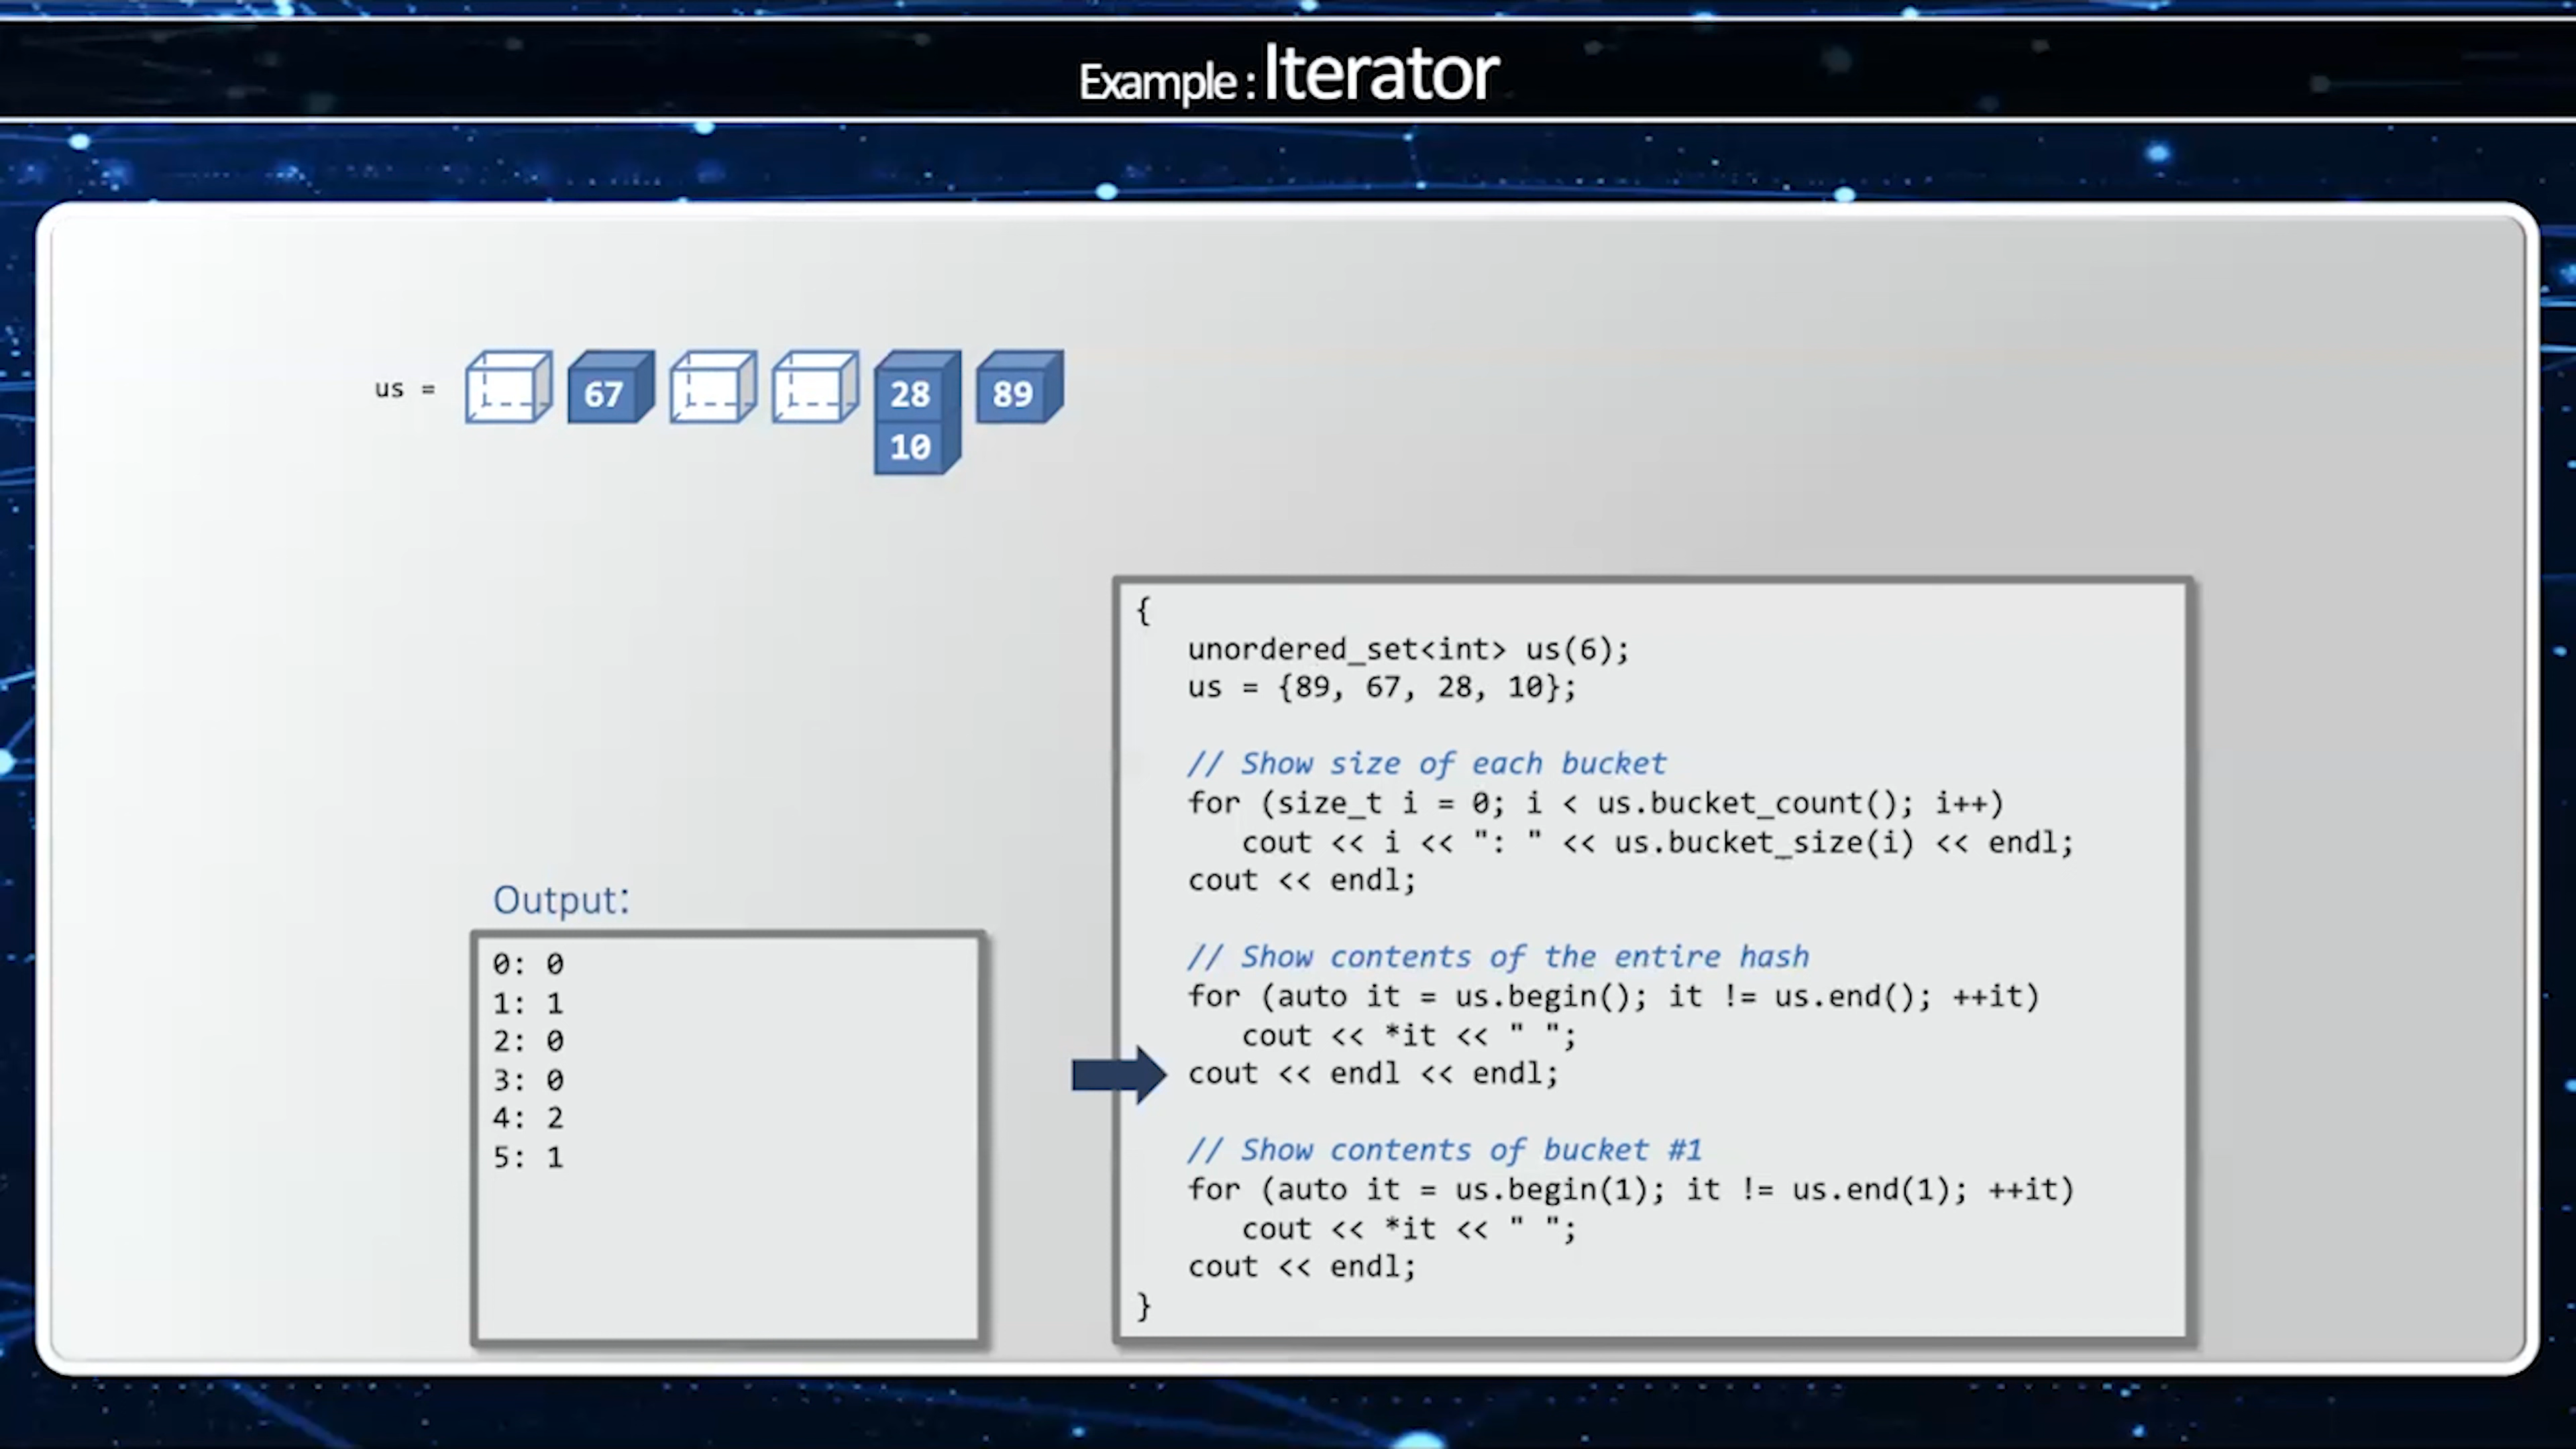 Example : Iterator
us =
67
28
89
10
{
unordered_set<int> us(6);
us = {89, 67, 28, 10};
// Show size of each bucket
for (size_t i = 0; i < us.bucket_count(); i++)
cout << i << ": " << us.bucket_size(i) << endl;
cout << endl;
// Show contents of the entire hash
for (auto it = us.begin(); it != us.end(); ++it)
cout << *it << " ";
cout << endl << endl;
// Show contents of bucket #1
for (auto it = us.begin(1); it != us.end(1); ++it)
cout << *it << " ";
cout << endl;
}
Output:
0: 0
1: 1
2: 0
3: 0
4: 2
5: 1